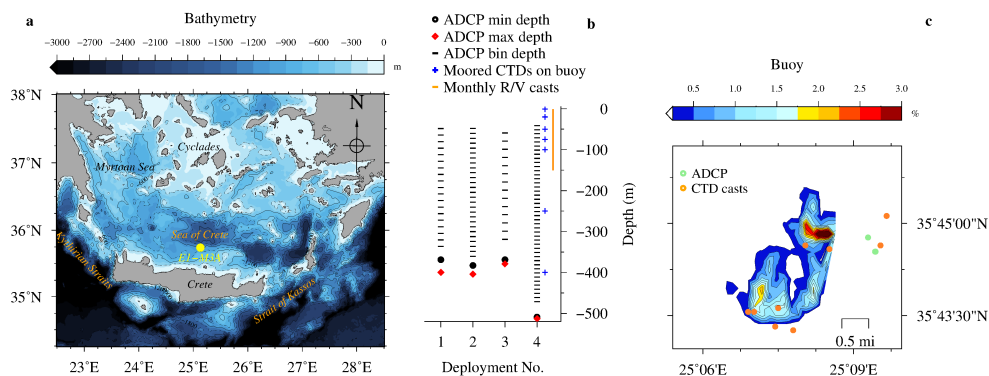 a
Bathymetry
−3000 −2700 −2400 −2100 −1800 −1500 −1200 −900 −600 −300 0
m
38°N
37°N
36°N
35°N
N
Cyclades
Myrtoan Sea
Sea of Crete
E1−M3A
Kythirian Straits
Crete
Strait of Kassos
22°E 23°E 24°E 25°E 26°E 27°E 28°E
ADCP min depth
ADCP max depth
ADCP bin depth
Moored CTDs on buoy
Monthly R/V casts
b
0
−100
−200
−300
−400
−500
Depth (m)
1 2 3 4
Deployment No.
c
Buoy
0.5 1.0 1.5 2.0 2.5 3.0
%
ADCP
CTD casts
35°45'00"N
35°43'30"N
0.5 mi
25°06'E 25°09'E